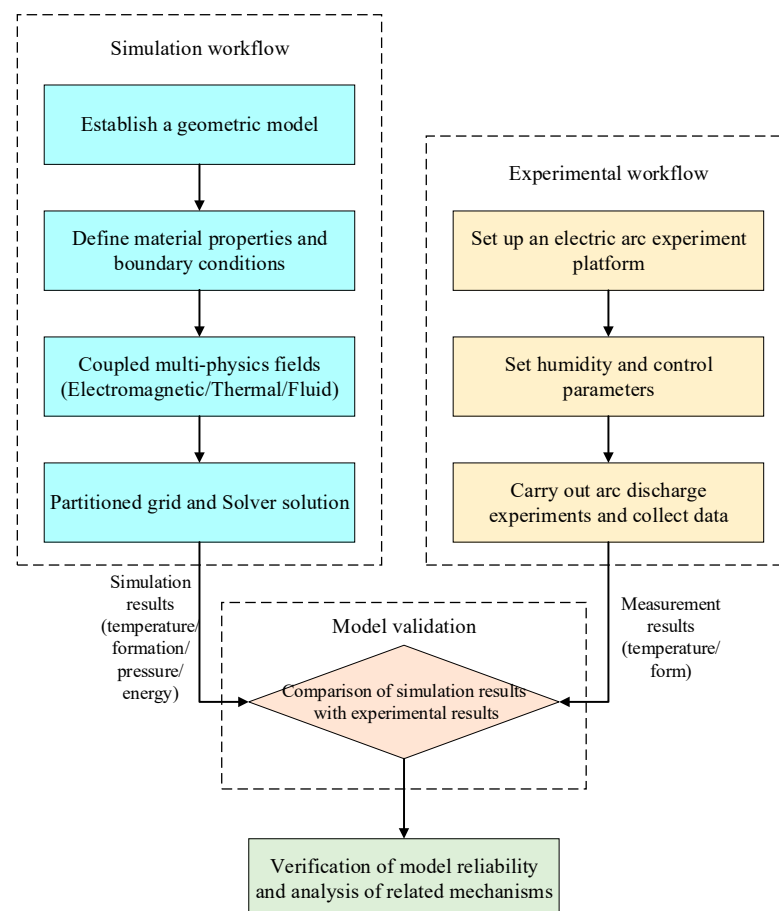 Simulation workflow
Establish a geometric model
Define material properties and
boundary conditions
Coupled multi-physics fields
(Electromagnetic/Thermal/Fluid)
Partitioned grid and Solver solution
Experimental workflow
Set up an electric arc experiment
platform
Set humidity and control
parameters
Carry out arc discharge
experiments and collect data
Simulation
results
(temperature/
formation/
pressure/
energy)
Measurement
results
(temperature/
form)
Model validation
Comparison of simulation results
with experimental results
Verification of model reliability
and analysis of related mechanisms